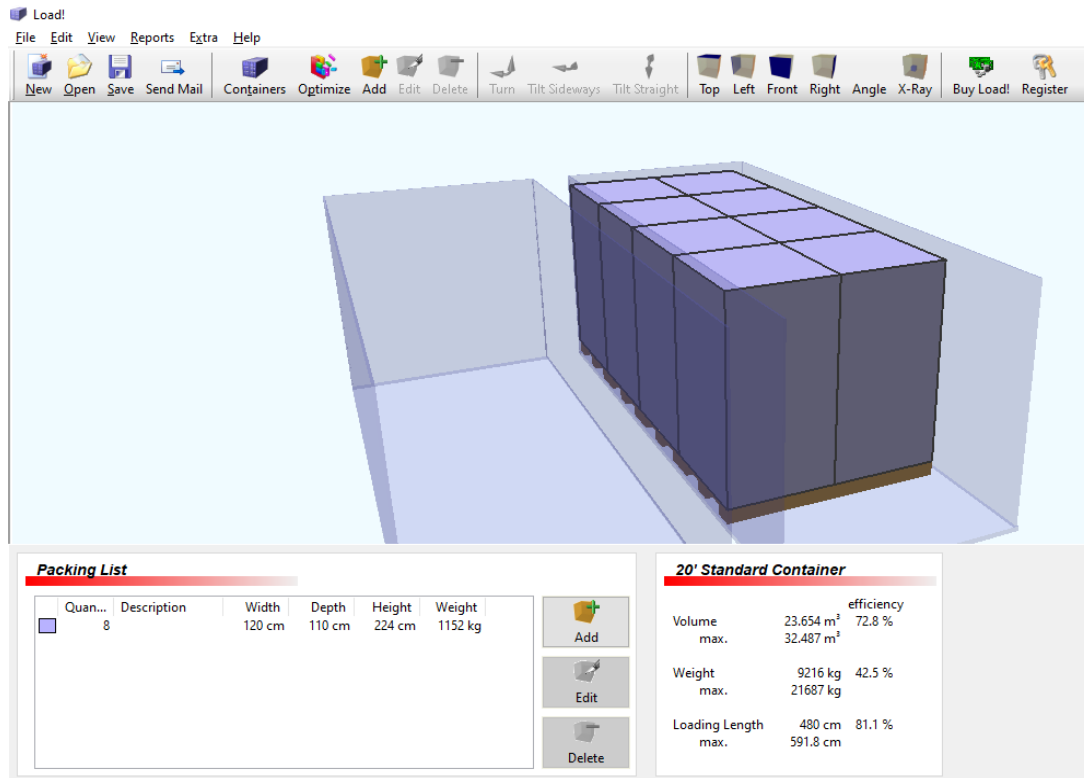 Load!
File Edit View Reports Extra Help
New Open Save Send Mail Containers Optimize Add Edit Delete Turn Tilt Sideways Tilt Straight Top Left Front Right Angle X-Ray Buy Load! Register
Packing List
Quan... Description Width Depth Height Weight
8 120 cm 110 cm 224 cm 1152 kg
Add
Edit
Delete
20' Standard Container
efficiency
Volume 23.654 m³ 72.8 %
max. 32.487 m³
Weight 9216 kg 42.5 %
max. 21687 kg
Loading Length 480 cm 81.1 %
max. 591.8 cm